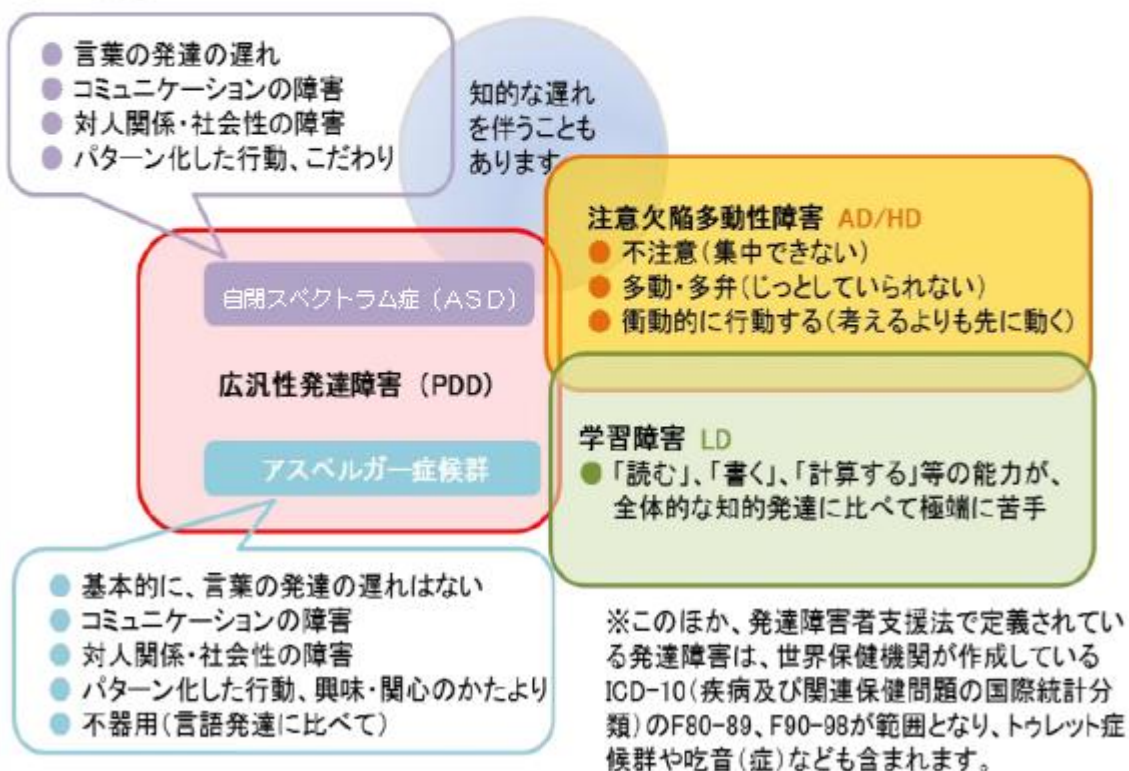 ● 言葉の発達の遅れ
● コミュニケーションの障害
● 対人関係・社会性の障害
● パターン化した行動、こだわり
知的な遅れ
を伴うことも
あります
注意欠陥多動性障害 AD/HD
● 不注意(集中できない)
● 多動・多弁(じっとしていられない)
● 衝動的に行動する(考えるよりも先に動く)
自閉スペクトラム症(ASD)
広汎性発達障害(PDD)
アスペルガー症候群
学習障害 LD
● 「読む」、「書く」、「計算する」等の能力が、
全体的な知的発達に比べて極端に苦手
● 基本的に、言葉の発達の遅れはない
● コミュニケーションの障害
● 対人関係・社会性の障害
● パターン化した行動、興味・関心のかたより
● 不器用(言語発達に比べて)
※このほか、発達障害者支援法で定義されてい
る発達障害は、世界保健機関が作成している
ICD-10(疾病及び関連保健問題の国際統計分
類)のF80-89、F90-98が範囲となり、トゥレット症
候群や吃音(症)なども含まれます。